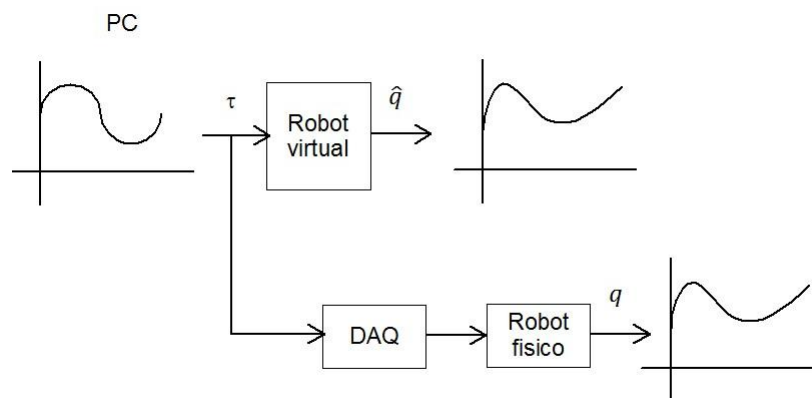 PC
τ
Robot
virtual
q̂
DAQ
Robot
fisico
q